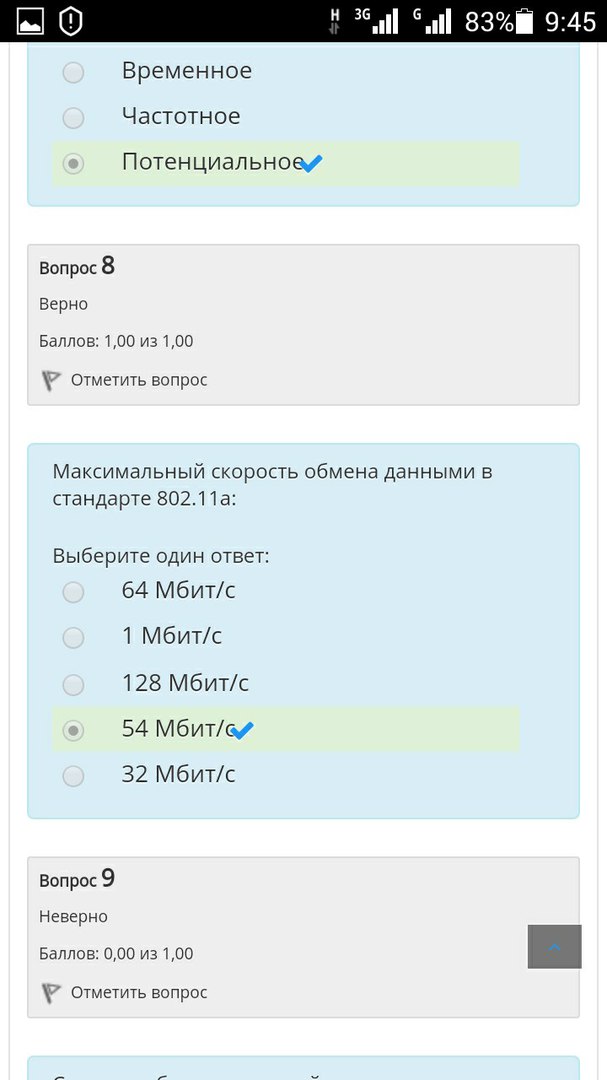 H 3G G 83% 9:45
Временное
Частотное
Потенциальное
Вопрос 8
Верно
Баллов: 1,00 из 1,00
Отметить вопрос
Максимальный скорость обмена данными в
стандарте 802.11a:
Выберите один ответ:
64 Мбит/с
1 Мбит/с
128 Мбит/с
54 Мбит/с
32 Мбит/с
Вопрос 9
Неверно
Баллов: 0,00 из 1,00
Отметить вопрос